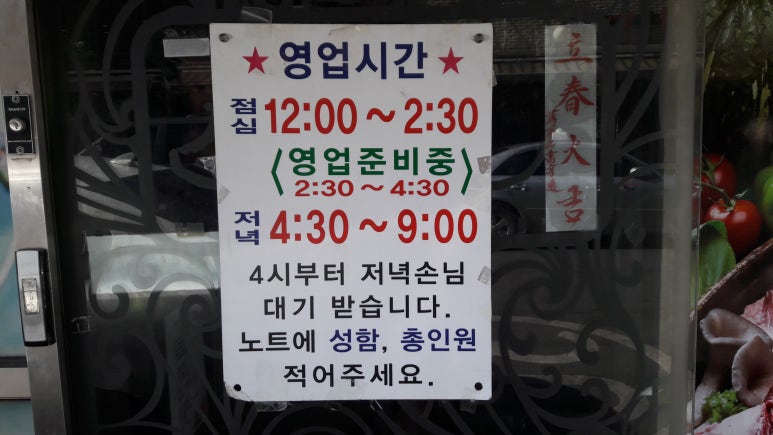 ★ 영업시간 ★
점심 12:00 ~ 2:30
〈영업준비중〉
2:30 ~ 4:30
저녁 4:30 ~ 9:00
4시부터 저녁손님
대기 받습니다.
노트에 성함, 총인원
적어주세요.
立春大吉